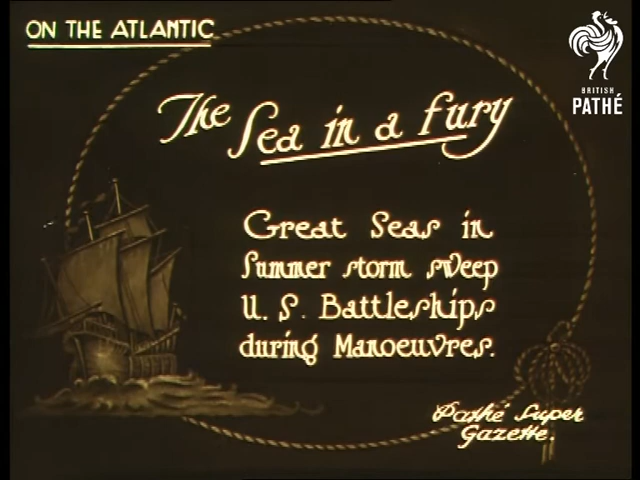 ON THE ATLANTIC
BRITISH
PATHÉ
The Sea in a fury
Great Seas in
Summer storm sweep
U. S. Battleships
during Manoeuvres.
Pathé Super
Gazette.